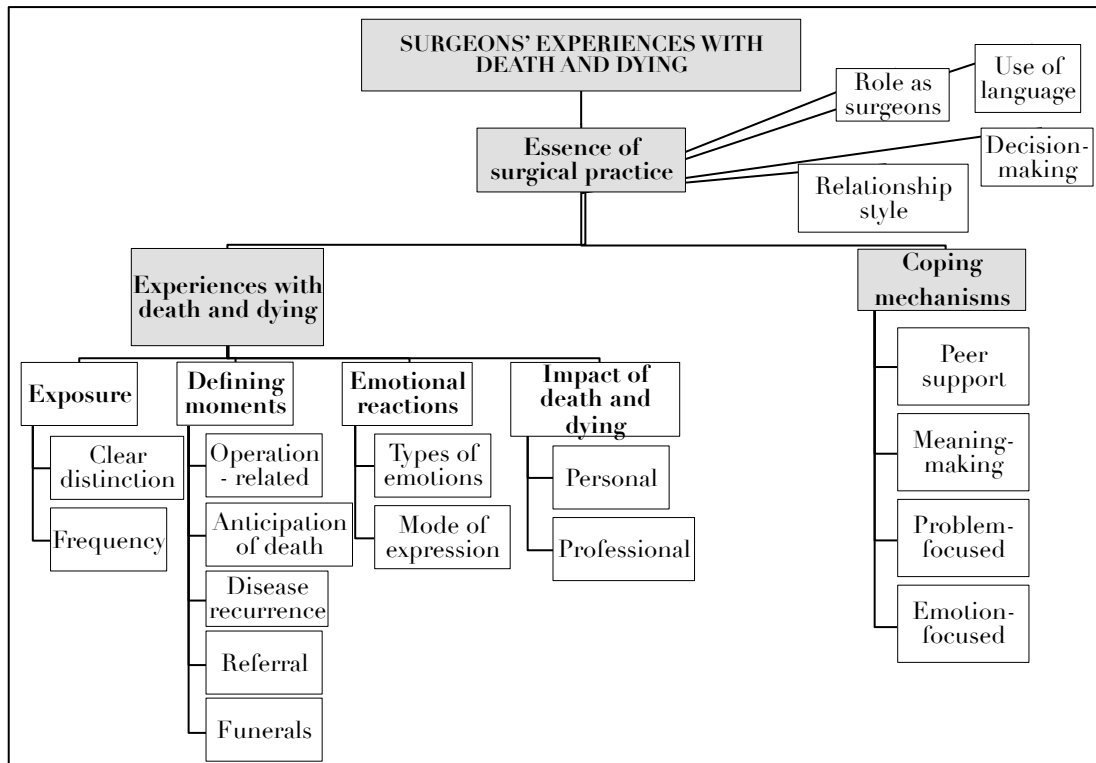 SURGEONS’ EXPERIENCES WITH
DEATH AND DYING
Role as
surgeons
Use of
language
Essence of
surgical practice
Decision-
making
Relationship
style
Experiences with
death and dying
Coping
mechanisms
Exposure
Clear
distinction
Frequency
Defining
moments
Operation
- related
Anticipation
of death
Disease
recurrence
Referral
Funerals
Emotional
reactions
Types of
emotions
Mode of
expression
Impact of
death and
dying
Personal
Professional
Peer
support
Meaning-
making
Problem-
focused
Emotion-
focused